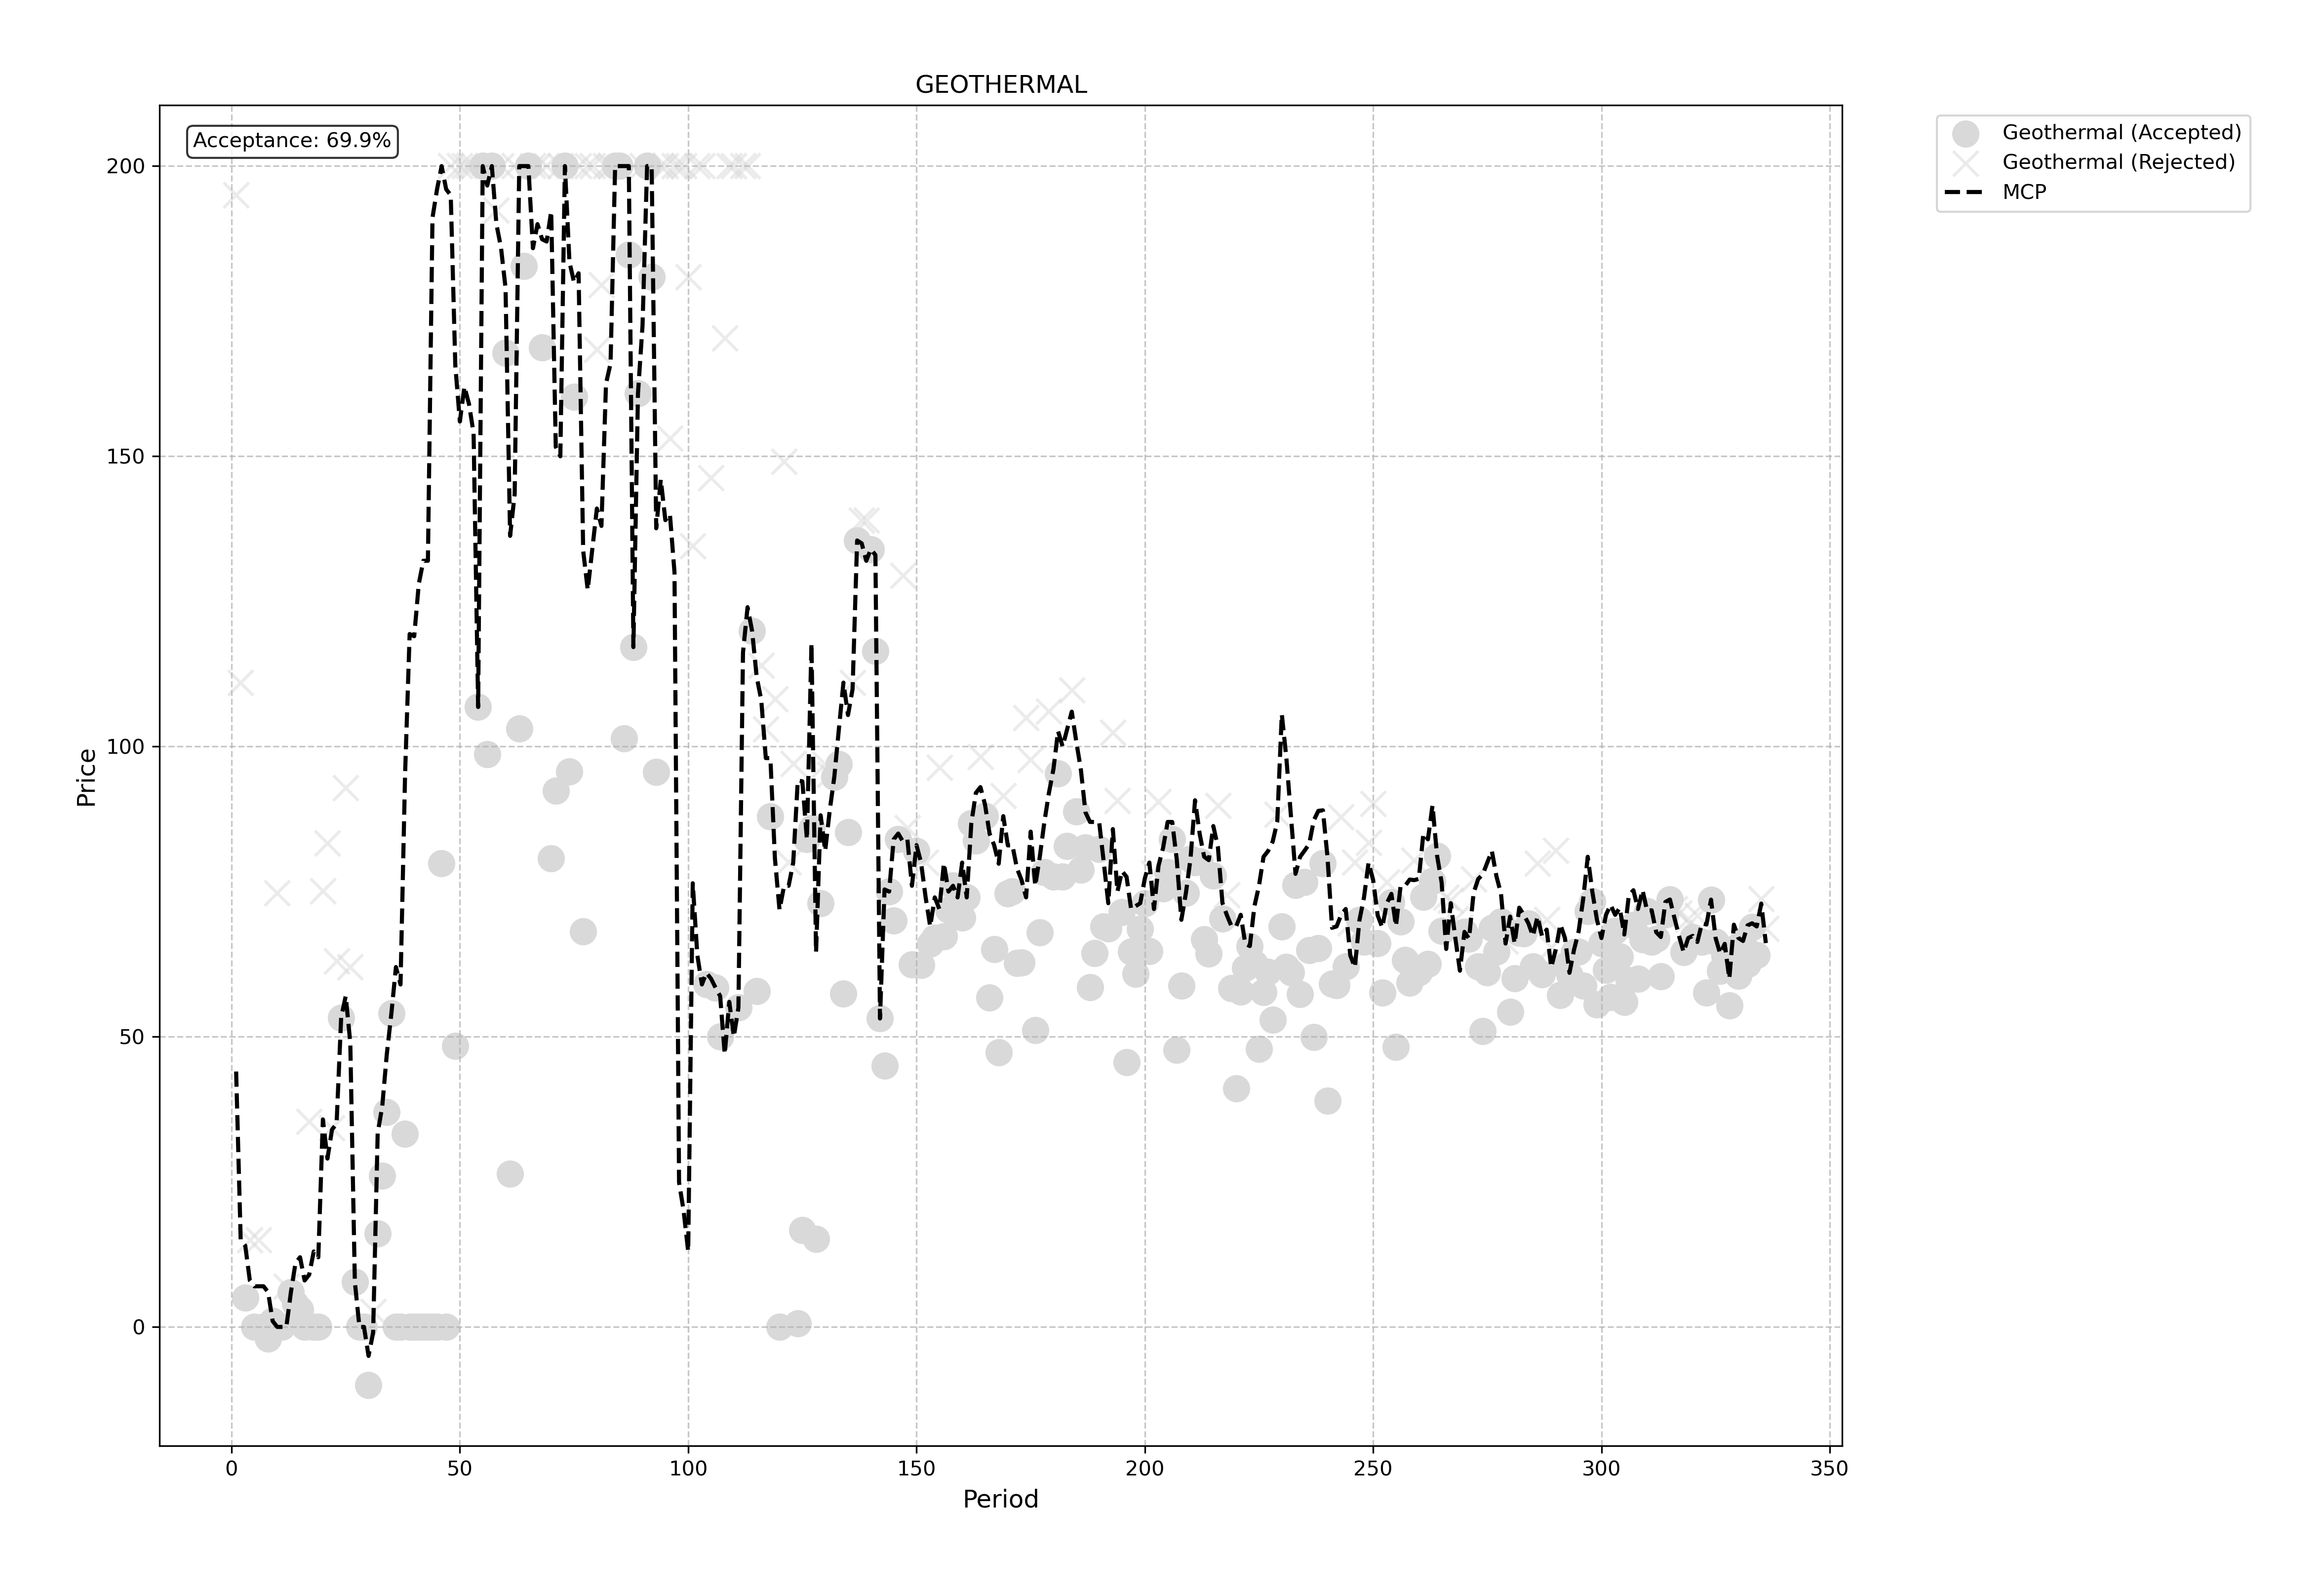 GEOTHERMAL
Acceptance: 69.9%
Geothermal (Accepted)
Geothermal (Rejected)
MCP
200
150
100
50
0
Price
0 50 100 150 200 250 300 350
Period